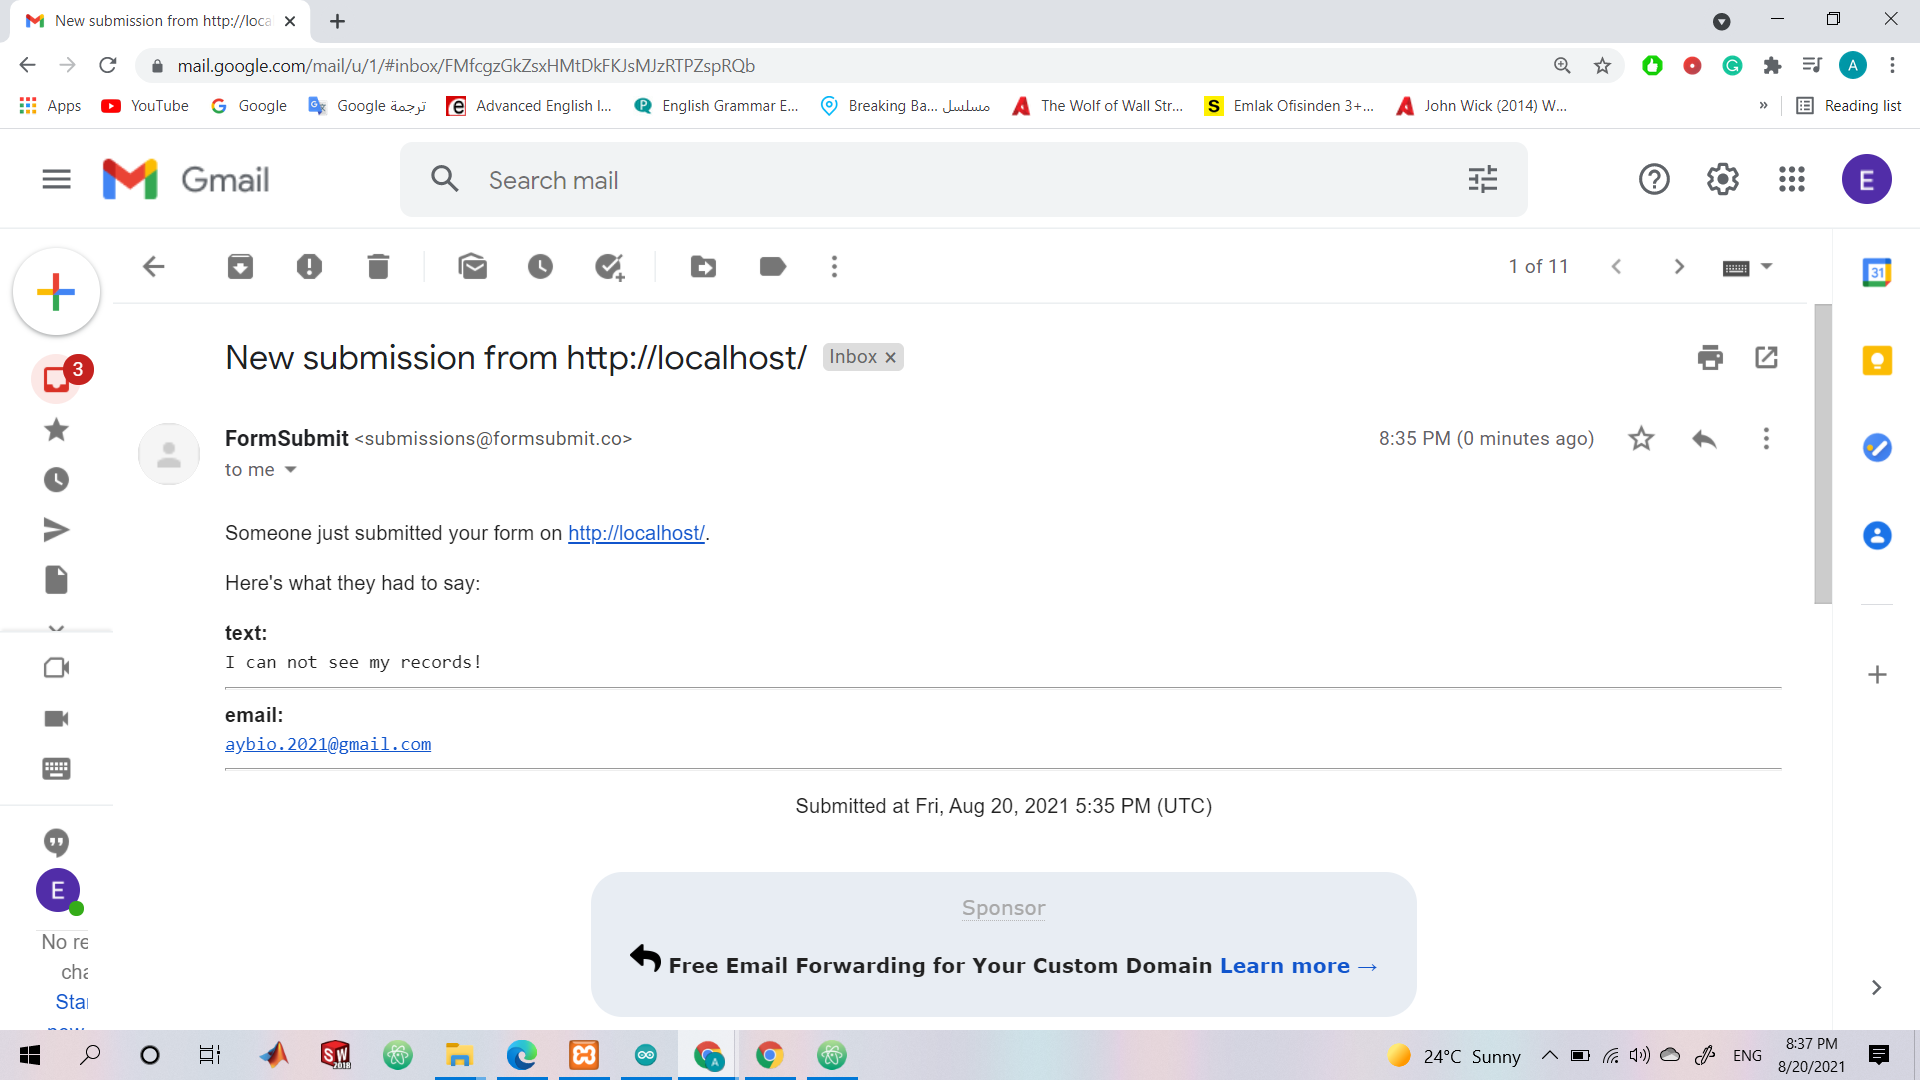 New submission from http://loca
mail.google.com/mail/u/1/#inbox/FMfcgzGkZsxHMtDkFKJsMJzRTPZspRQb
A
Apps YouTube Google ترجمة Google Advanced English I... English Grammar E... مسلسل Breaking Ba... The Wolf of Wall Str... Emlak Ofisinden 3+... John Wick (2014) W... » Reading list
Gmail
Search mail
E
1 of 11
31
3
New submission from http://localhost/
Inbox ×
FormSubmit <submissions@formsubmit.co>
8:35 PM (0 minutes ago)
to me
Someone just submitted your form on http://localhost/.
Here's what they had to say:
text:
I can not see my records!
email:
aybio.2021@gmail.com
Submitted at Fri, Aug 20, 2021 5:35 PM (UTC)
E
No re
cha
Star
Sponsor
Free Email Forwarding for Your Custom Domain Learn more →
SW 2018
A
24°C Sunny
ENG
8:37 PM
8/20/2021